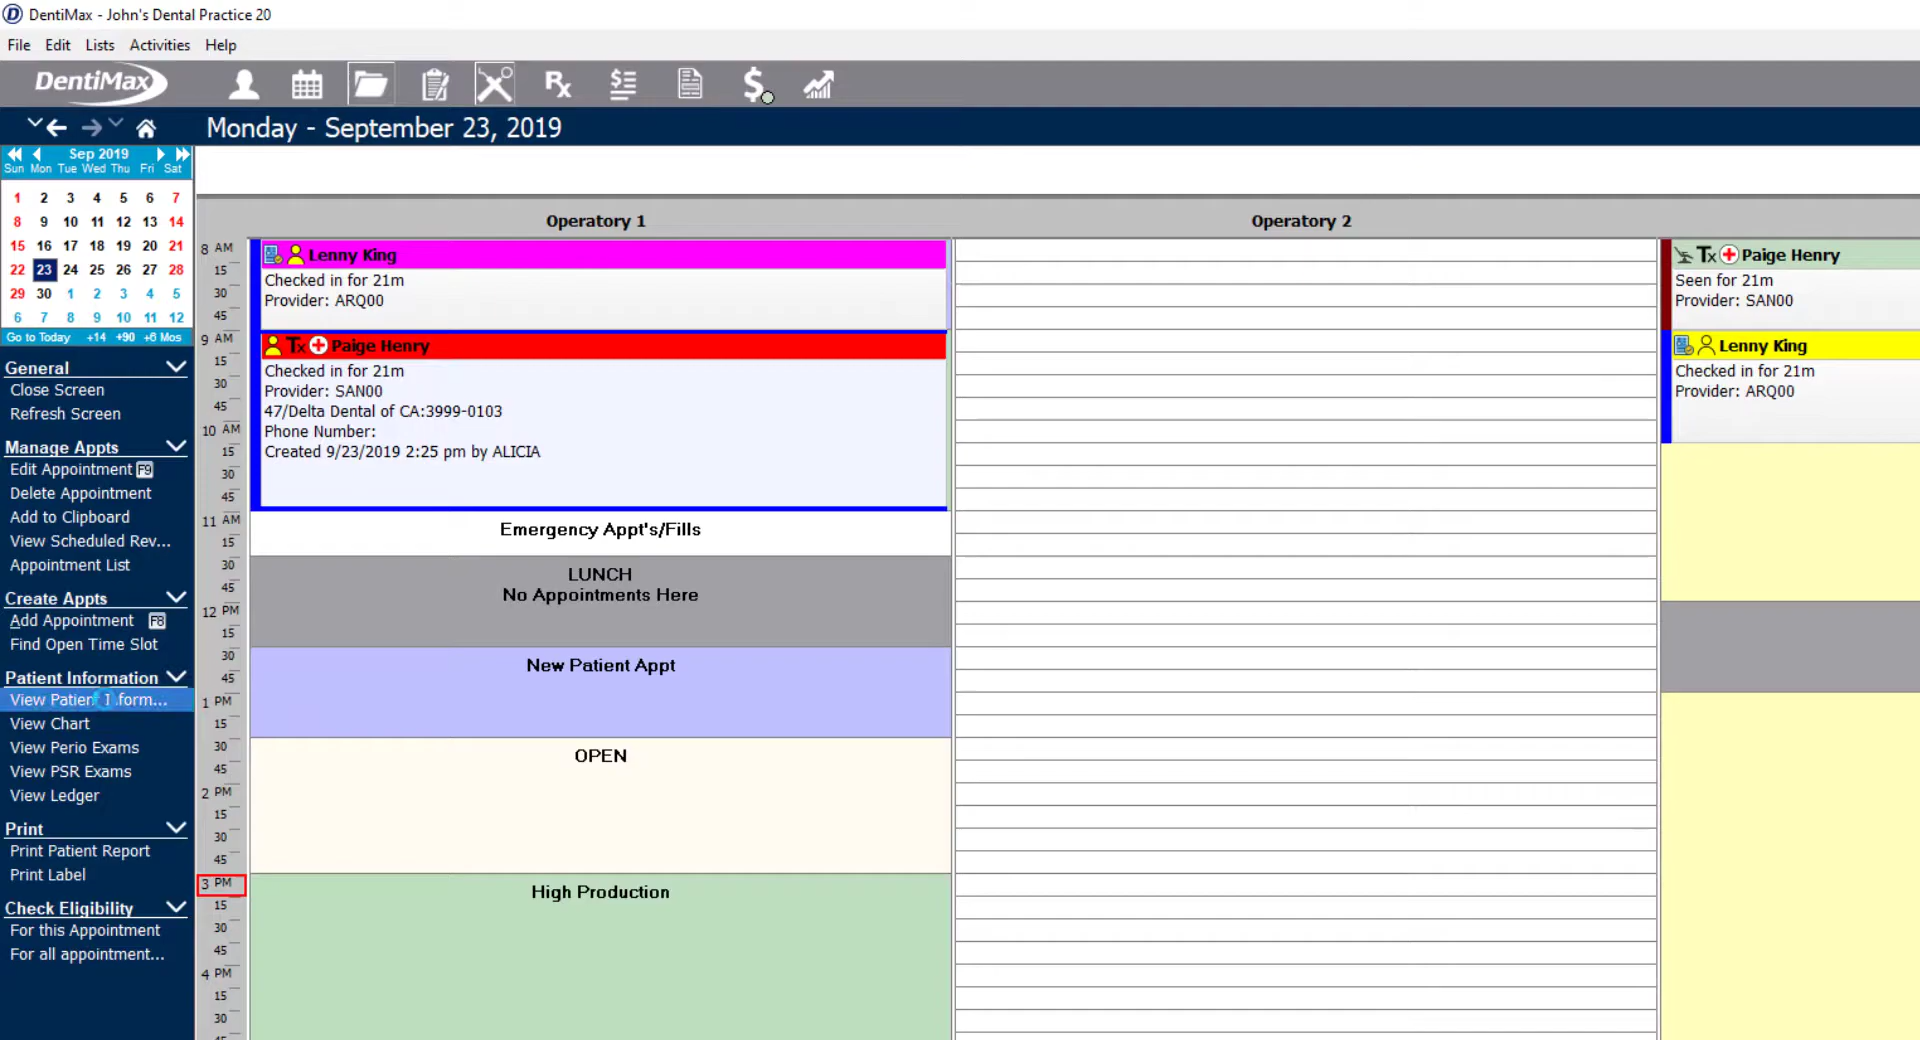 DentiMax - John's Dental Practice 20
File Edit Lists Activities Help
DentiMax
Monday - September 23, 2019
Sep 2019
Sun Mon Tue Wed Thu Fri Sat
1 2 3 4 5 6 7
8 9 10 11 12 13 14
15 16 17 18 19 20 21
22 23 24 25 26 27 28
29 30 1 2 3 4 5
6 7 8 9 10 11 12
Go to Today +14 +90 +6 Mos
General
Close Screen
Refresh Screen
Manage Appts
Edit Appointment F9
Delete Appointment
Add to Clipboard
View Scheduled Rev...
Appointment List
Create Appts
Add Appointment F8
Find Open Time Slot
Patient Information
View Patient Inform...
View Chart
View Perio Exams
View PSR Exams
View Ledger
Print
Print Patient Report
Print Label
Check Eligibility
For this Appointment
For all appointment...
8 AM
15
30
45
9 AM
15
30
45
10 AM
15
30
45
11 AM
15
30
45
12 PM
15
30
45
1 PM
15
30
45
2 PM
15
30
45
3 PM
15
30
45
4 PM
15
30
Operatory 1
Lenny King
Checked in for 21m
Provider: ARQ00
Tx Paige Henry
Checked in for 21m
Provider: SAN00
47/Delta Dental of CA:3999-0103
Phone Number:
Created 9/23/2019 2:25 pm by ALICIA
Emergency Appt's/Fills
LUNCH
No Appointments Here
New Patient Appt
OPEN
High Production
Operatory 2
Tx Paige Henry
Seen for 21m
Provider: SAN00
Lenny King
Checked in for 21m
Provider: ARQ00